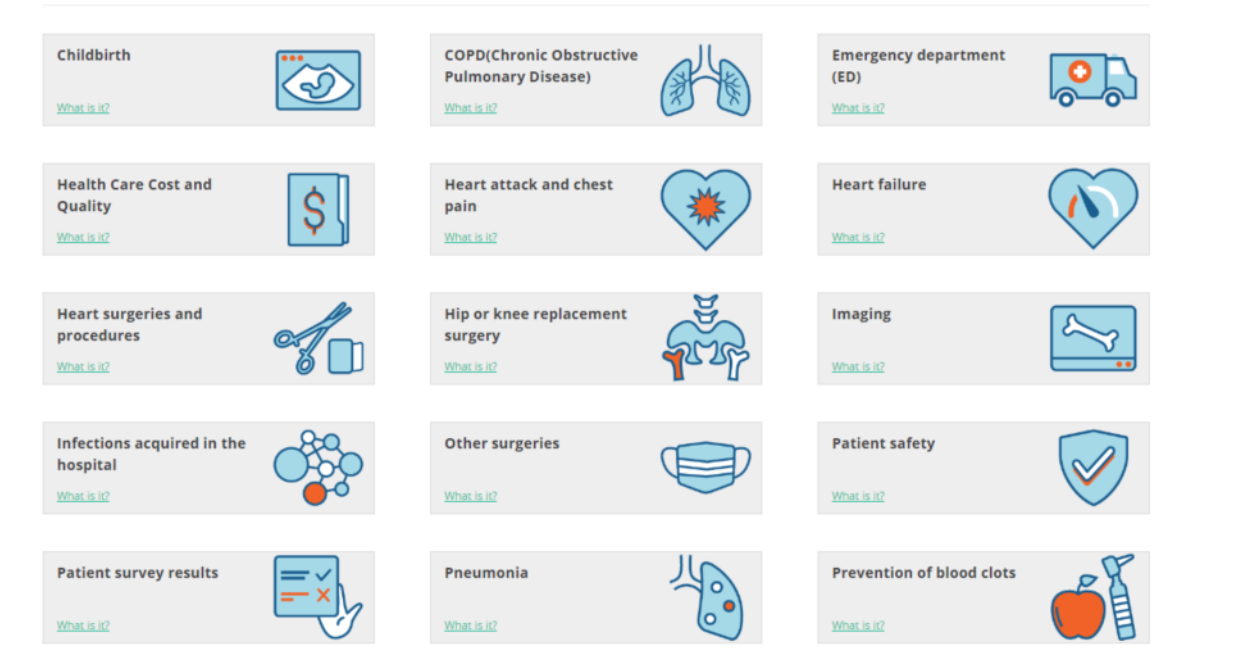 Childbirth
What is it?
COPD(Chronic Obstructive
Pulmonary Disease)
What is it?
Emergency department
(ED)
What is it?
Health Care Cost and
Quality
What is it?
$
Heart attack and chest
pain
What is it?
Heart failure
What is it?
Heart surgeries and
procedures
What is it?
Hip or knee replacement
surgery
What is it?
Imaging
What is it?
Infections acquired in the
hospital
What is it?
Other surgeries
What is it?
Patient safety
What is it?
Patient survey results
What is it?
Pneumonia
What is it?
Prevention of blood clots
What is it?